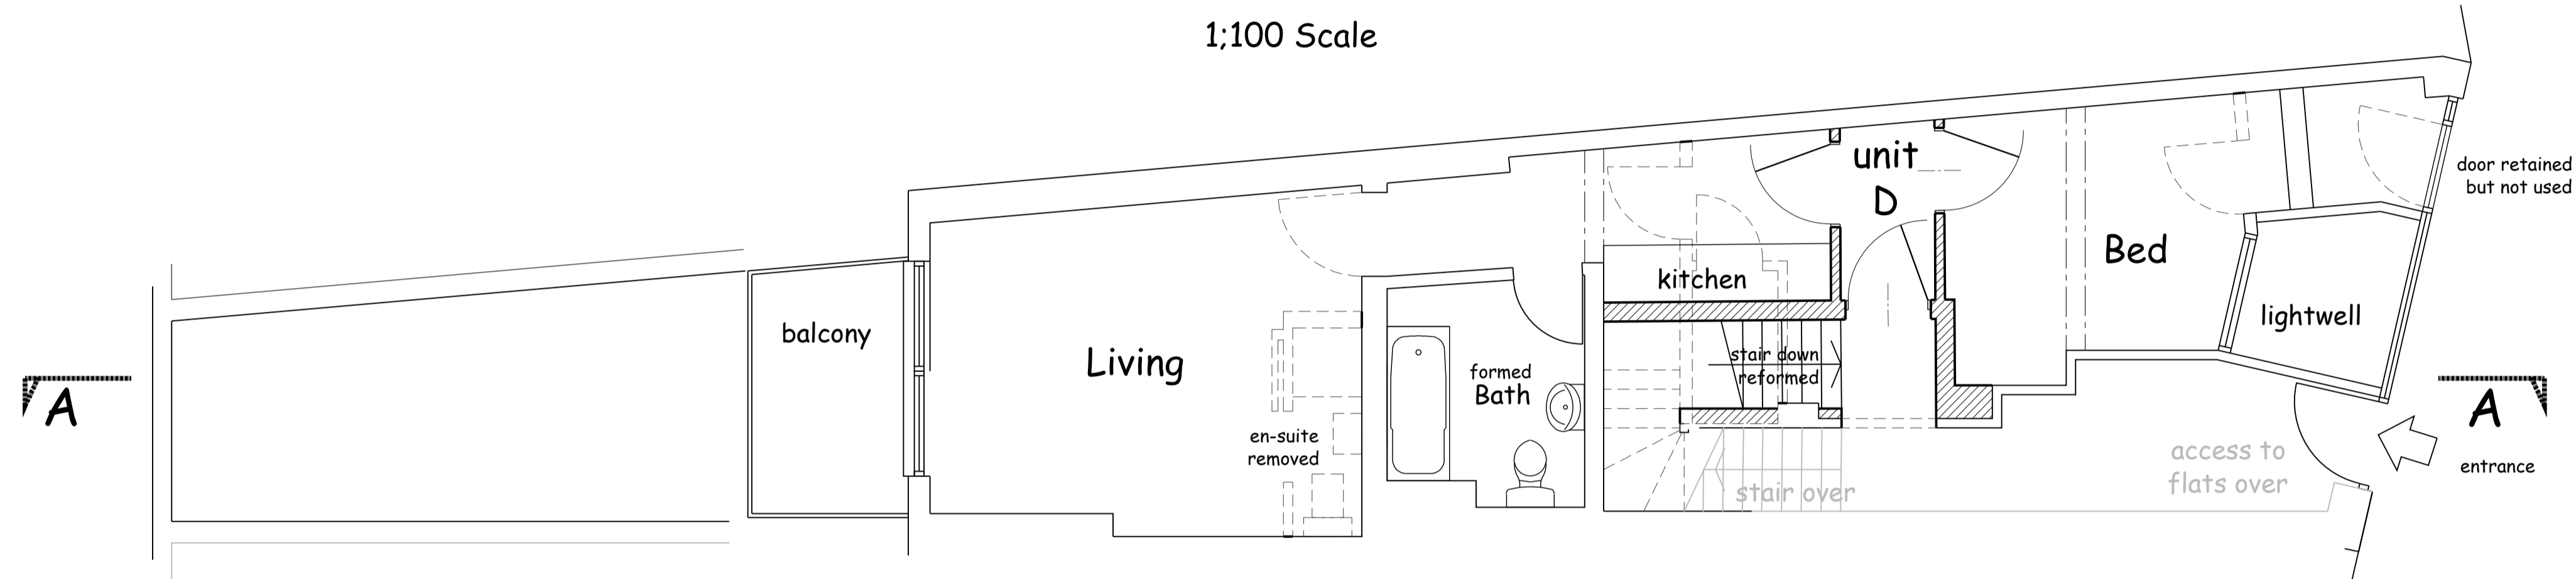 1;100 Scale
unit
D
door retained
but not used
Bed
kitchen
lightwell
balcony
Living
stair down
reformed
formed
Bath
A
A
en-suite
removed
access to
flats over
entrance
stair over